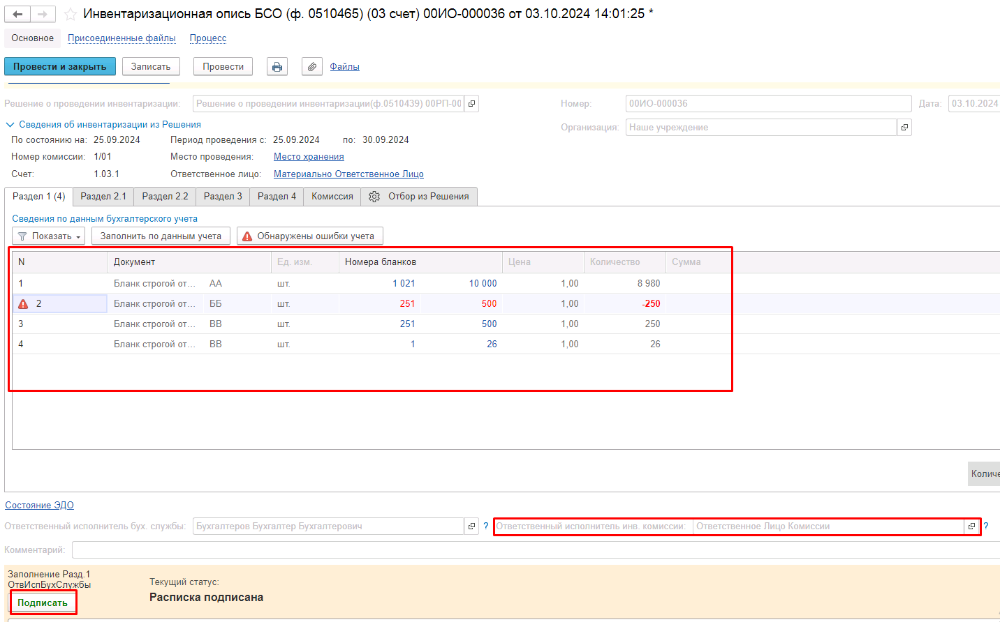 Инвентаризационная опись БСО (ф. 0510465) (03 счет) 00ИО-000036 от 03.10.2024 14:01:25 *
Основное Присоединенные файлы Процесс
Провести и закрыть Записать Провести Файлы
Решение о проведении инвентаризации: Решение о проведении инвентаризации(ф.0510439) 00РП-00 Номер: 00ИО-000036 Дата: 03.10.2024
Сведения об инвентаризации из Решения Организация: Наше учреждение
По состоянию на: 25.09.2024 Период проведения с: 25.09.2024 по: 30.09.2024
Номер комиссии: 1/01 Место проведения: Место хранения
Счет: 1.03.1 Ответственное лицо: Материально Ответственное Лицо
Раздел 1 (4) Раздел 2.1 Раздел 2.2 Раздел 3 Раздел 4 Комиссия Отбор из Решения
Сведения по данным бухгалтерского учета
Показать Заполнить по данным учета Обнаружены ошибки учета
N Документ Ед. изм. Номера бланков Цена Количество Сумма
1 Бланк строгой от... АА шт. 1 021 10 000 1,00 8 980
2 Бланк строгой от... ББ шт. 251 500 1,00 -250
3 Бланк строгой от... ВВ шт. 251 500 1,00 250
4 Бланк строгой от... ВВ шт. 1 26 1,00 26
Количе
Состояние ЭДО
Ответственный исполнитель бух. службы: Бухгалтеров Бухгалтер Бухгалтерович ? Ответственный исполнитель инв. комиссии: Ответственное Лицо Комиссии ?
Комментарий:
Заполнение Разд.1
ОтвИспБухСлужбы
Текущий статус:
Подписать Расписка подписана